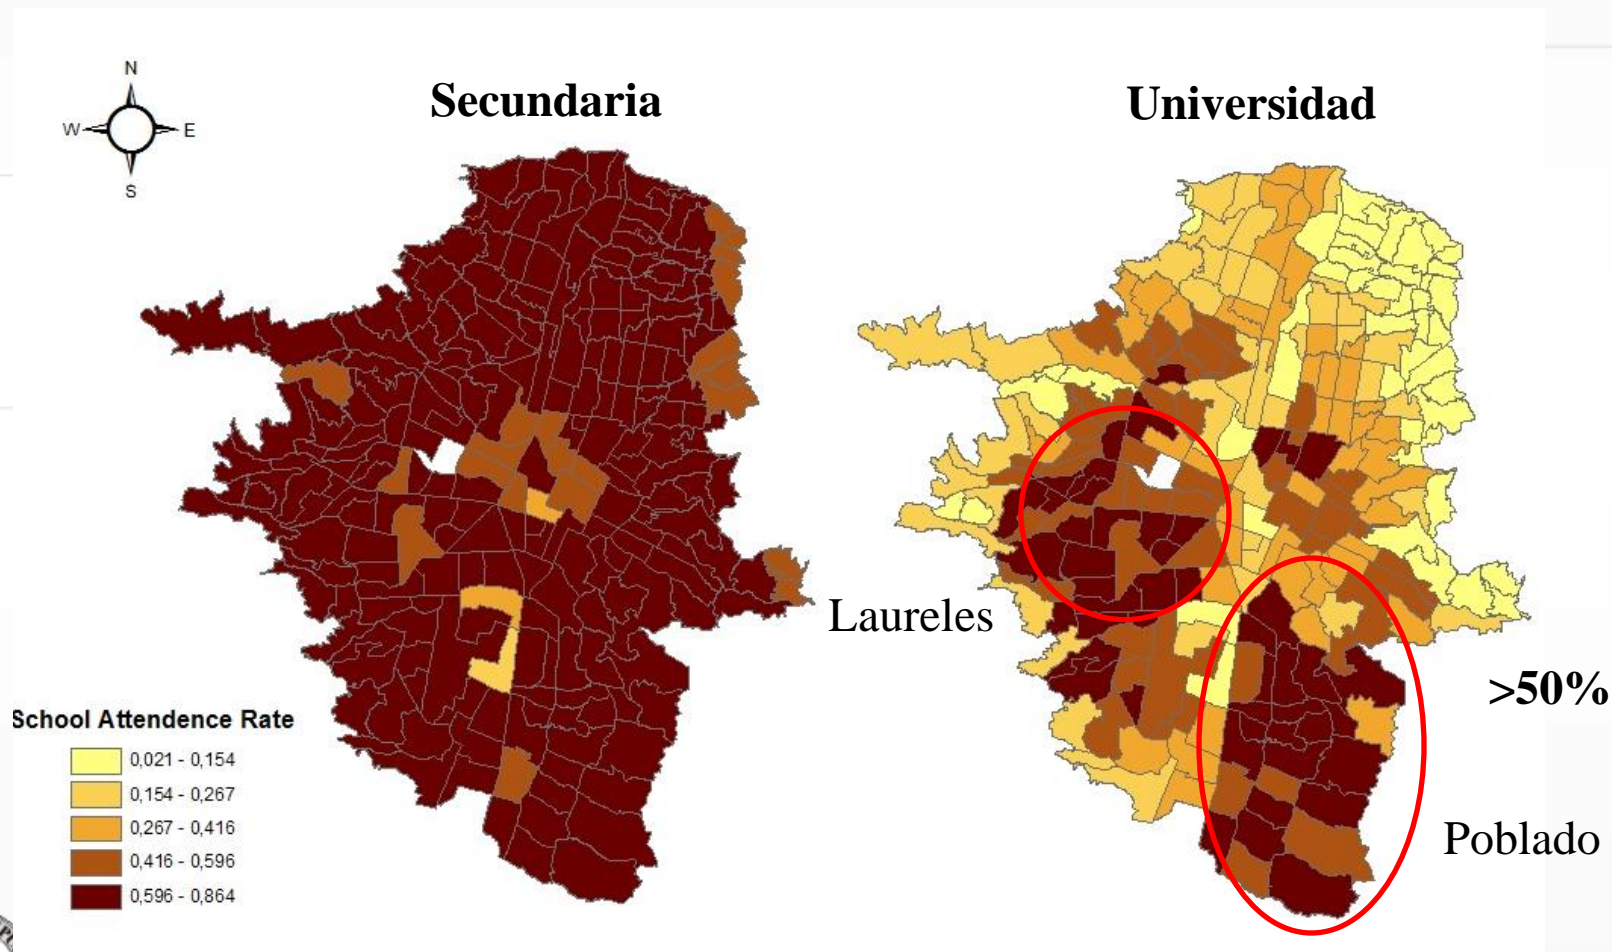 N
W
E
S
Secundaria
Universidad
Laureles
>50%
Poblado
School Attendence Rate
0,021 - 0,154
0,154 - 0,267
0,267 - 0,416
0,416 - 0,596
0,596 - 0,864